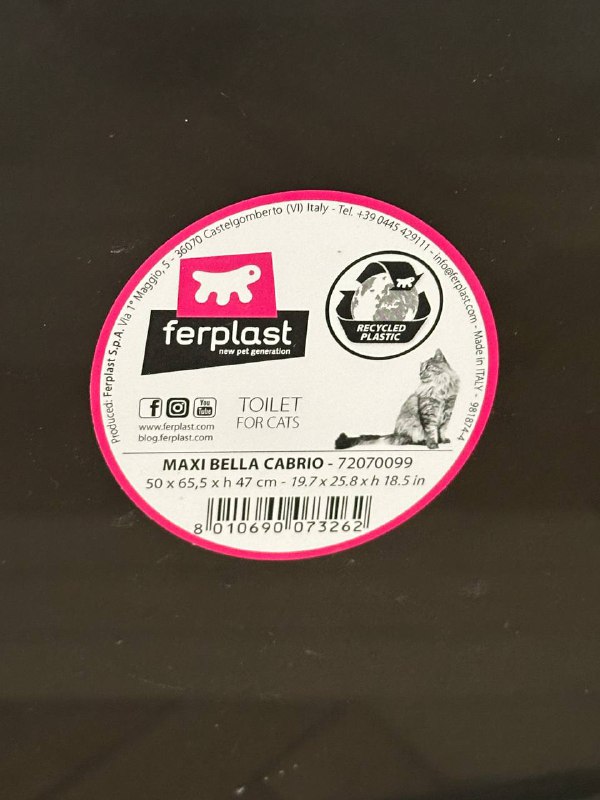 Produced: Ferplast S.p.A. Via 1° Maggio, 5 - 36070 Castelgomberto (VI) Italy - Tel. +39 0445 429111 - info@ferplast.com - Made in ITALY - 981874-4
ferplast
new pet generation
RECYCLED
PLASTIC
f
You
Tube
TOILET
FOR CATS
www.ferplast.com
blog.ferplast.com
MAXI BELLA CABRIO - 72070099
50 x 65,5 x h 47 cm - 19.7 x 25.8 x h 18.5 in
8 010690 073262